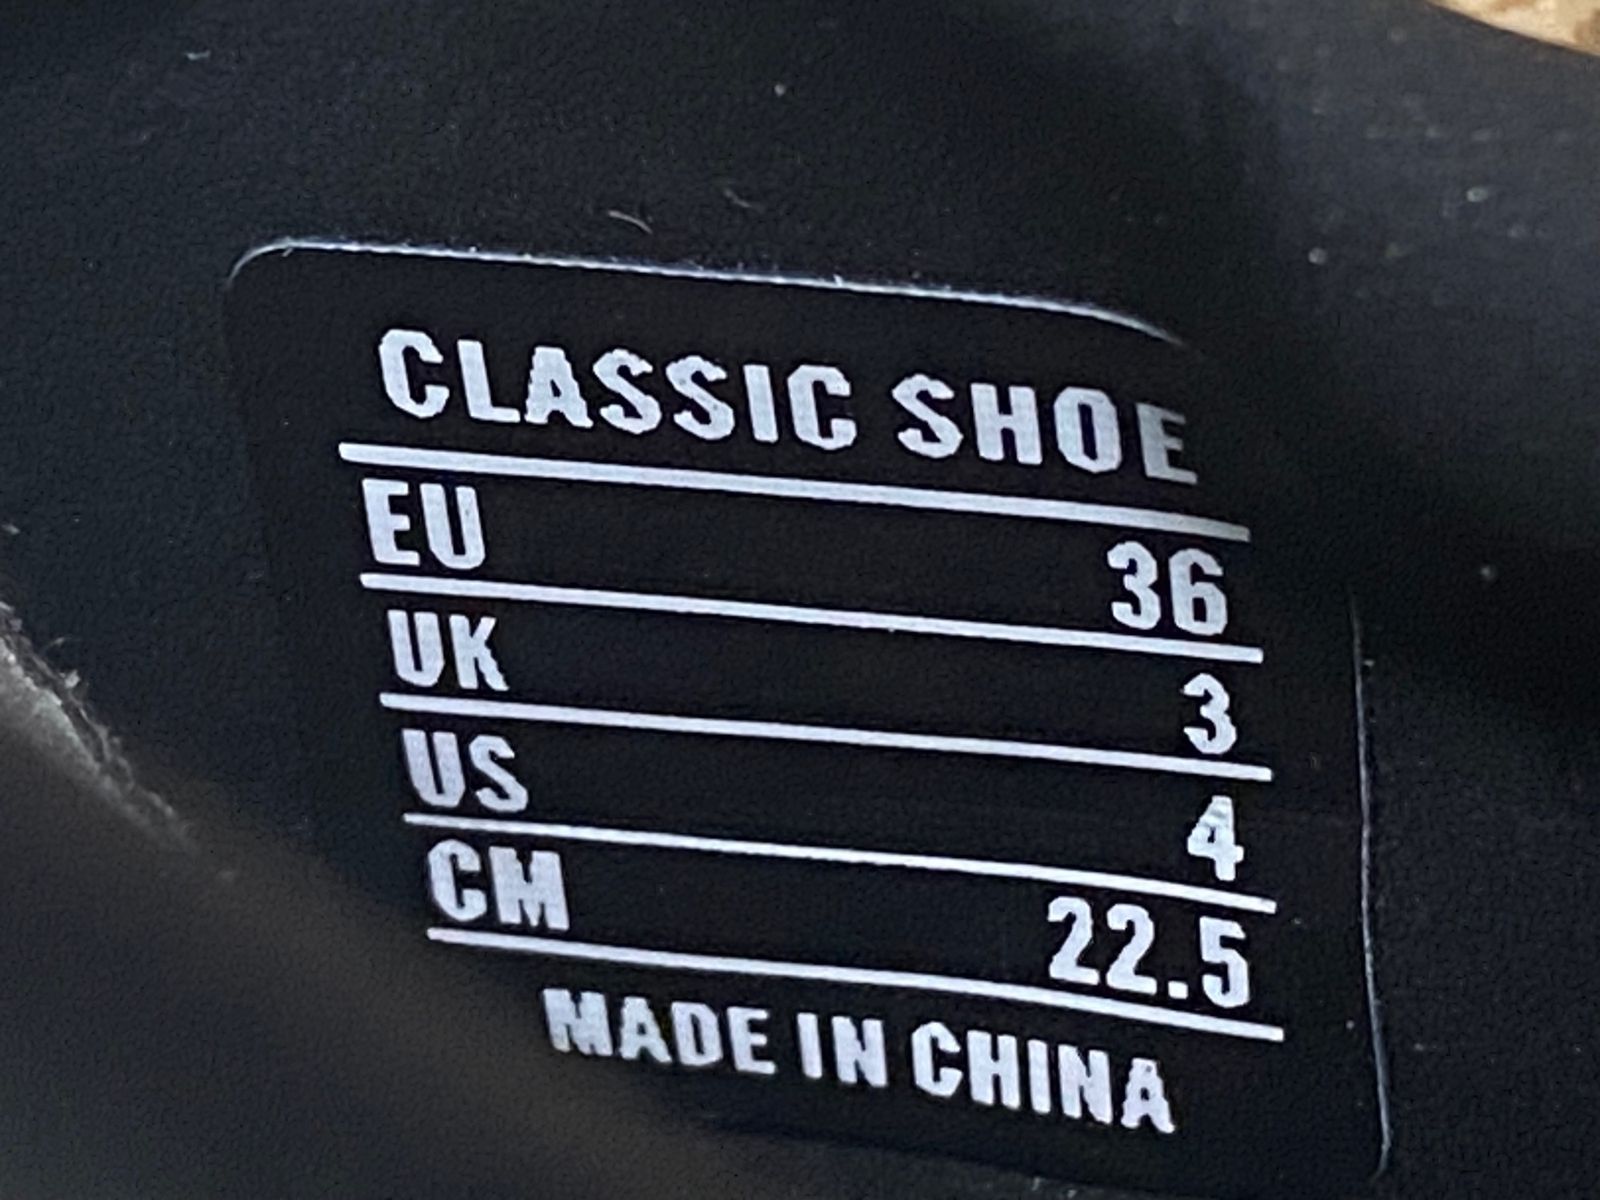 CLASSIC SHOE
EU 36
UK 3
US 4
CM 22.5
MADE IN CHINA